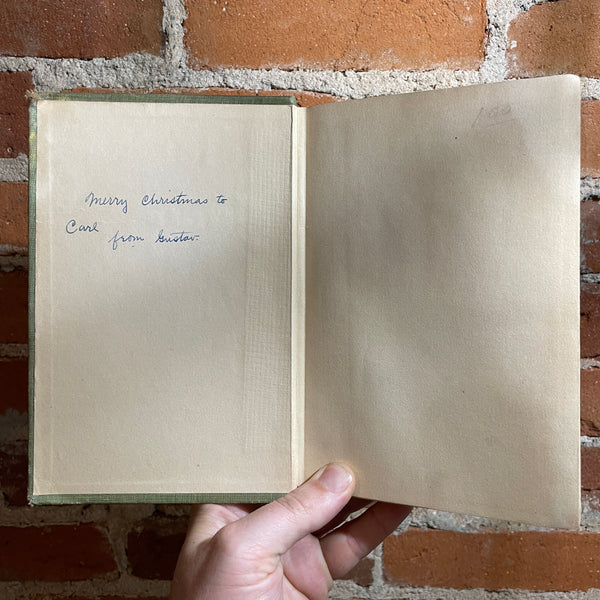 Merry Christmas to
Carl
from Gustav.